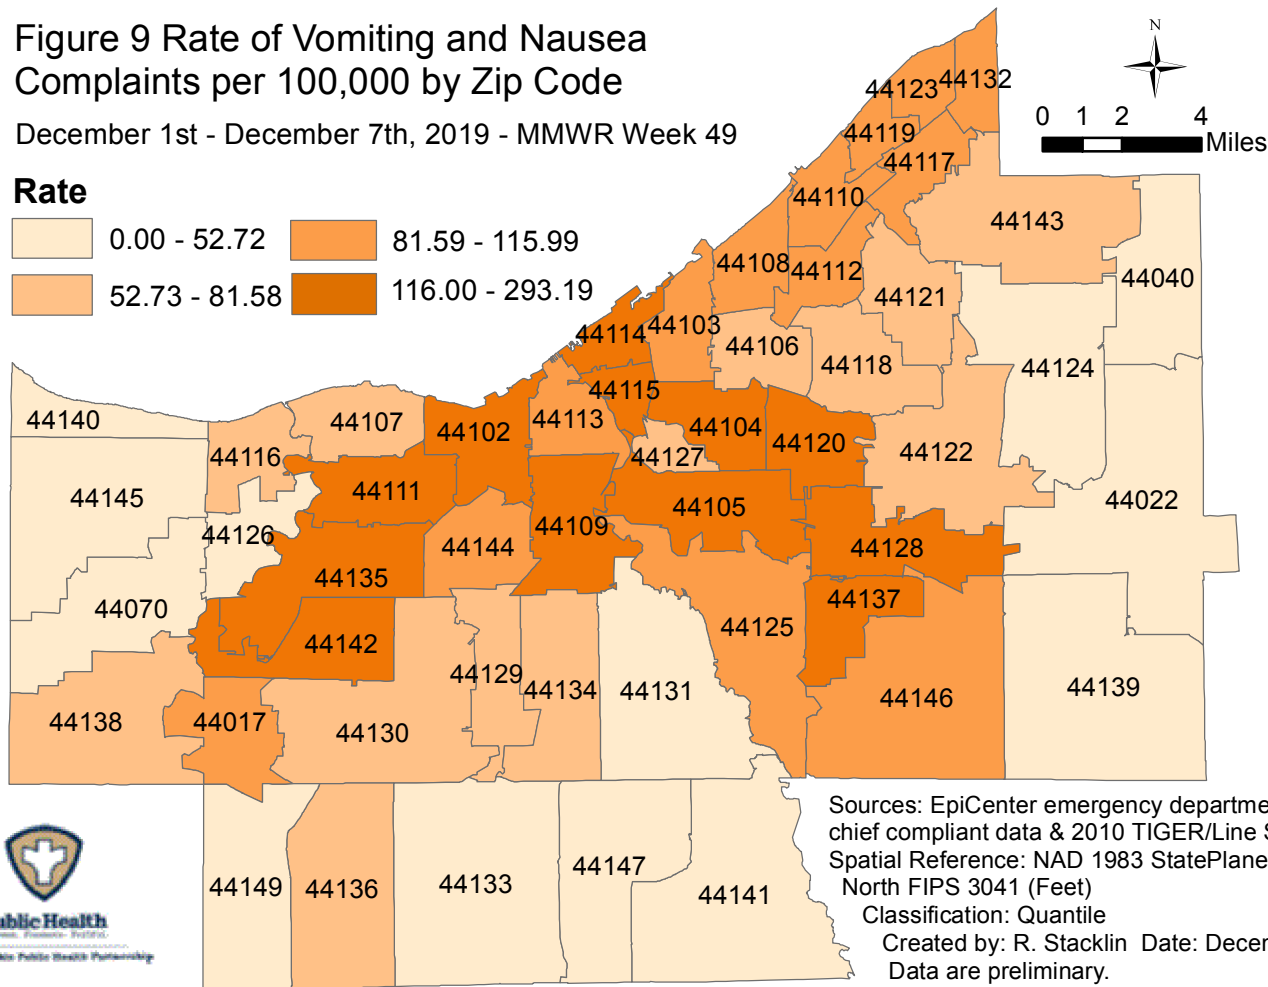 Figure 9 Rate of Vomiting and Nausea
Complaints per 100,000 by Zip Code
December 1st - December 7th, 2019 - MMWR Week 49
N
0 1 2 4
Miles
Rate
0.00 - 52.72
81.59 - 115.99
52.73 - 81.58
116.00 - 293.19
44123
44132
44119
44117
44110
44143
44108
44112
44040
44121
44114
44103
44106
44118
44124
44115
44140
44107
44102
44113
44104
44120
44116
44127
44122
44145
44111
44105
44022
44126
44109
44144
44128
44135
44070
44137
44142
44125
44129
44134
44131
44139
44138
44017
44130
44146
44149
44136
44133
44147
44141
ublic Health
Public Health Partnership
Sources: EpiCenter emergency departme
chief compliant data & 2010 TIGER/Line S
Spatial Reference: NAD 1983 StatePlane
North FIPS 3041 (Feet)
Classification: Quantile
Created by: R. Stacklin Date: Decem
Data are preliminary.